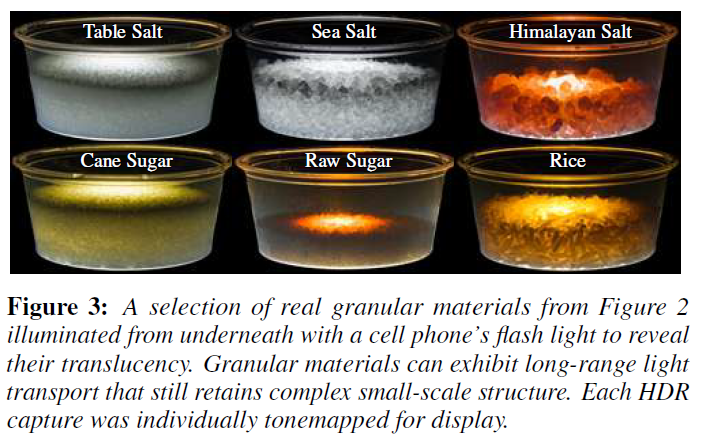 Table Salt
Sea Salt
Himalayan Salt
Cane Sugar
Raw Sugar
Rice
Figure 3: A selection of real granular materials from Figure 2
illuminated from underneath with a cell phone's flash light to reveal
their translucency. Granular materials can exhibit long-range light
transport that still retains complex small-scale structure. Each HDR
capture was individually tonemapped for display.